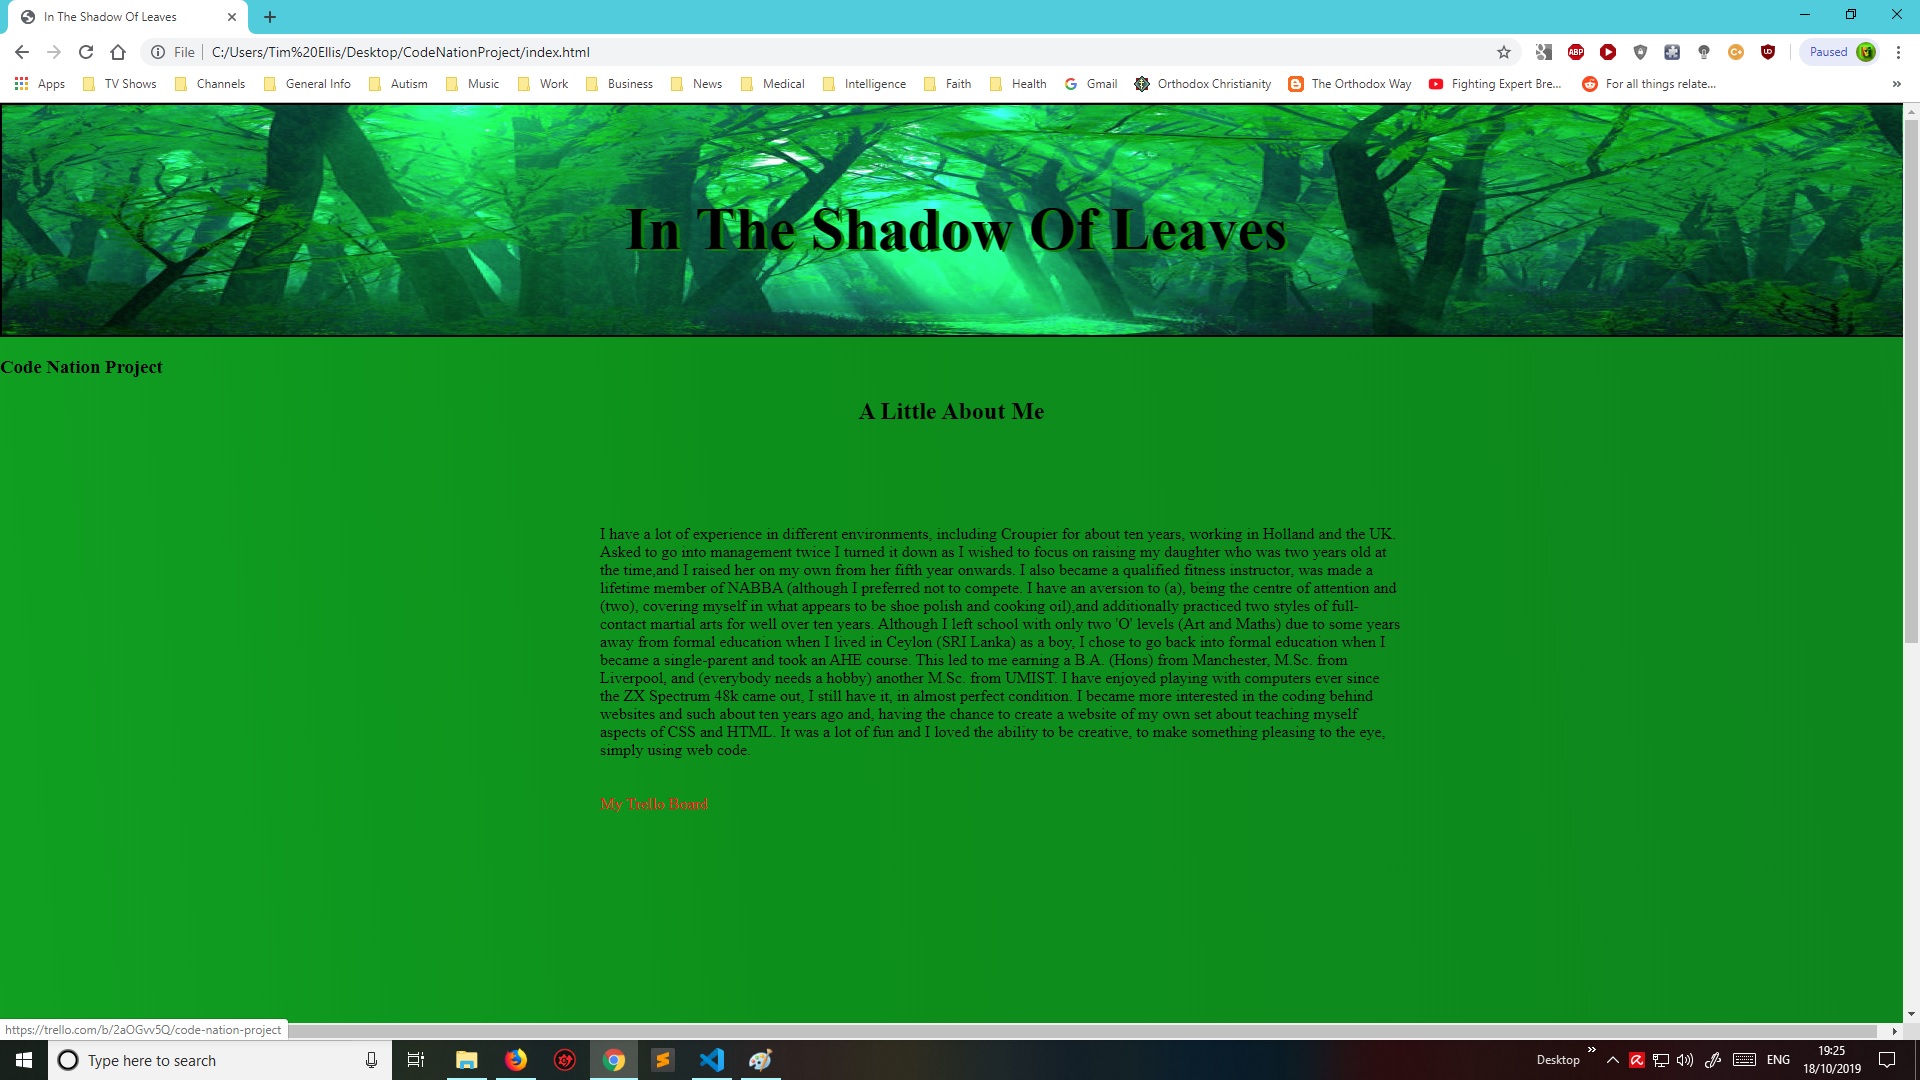 In The Shadow Of Leaves
File
C:/Users/Tim%20Ellis/Desktop/CodeNationProject/index.html
ABP
Paused
Apps
TV Shows
Channels
General Info
Autism
Music
Work
Business
News
Medical
Intelligence
Faith
Health
Gmail
Orthodox Christianity
The Orthodox Way
Fighting Expert Bre...
For all things relate...
»
In The Shadow Of Leaves
Code Nation Project
A Little About Me
I have a lot of experience in different environments, including Croupier for about ten years, working in Holland and the UK.
Asked to go into management twice I turned it down as I wished to focus on raising my daughter who was two years old at
the time,and I raised her on my own from her fifth year onwards. I also became a qualified fitness instructor, was made a
lifetime member of NABBA (although I preferred not to compete. I have an aversion to (a), being the centre of attention and
(two), covering myself in what appears to be shoe polish and cooking oil),and additionally practiced two styles of full-
contact martial arts for well over ten years. Although I left school with only two 'O' levels (Art and Maths) due to some years
away from formal education when I lived in Ceylon (SRI Lanka) as a boy, I chose to go back into formal education when I
became a single-parent and took an AHE course. This led to me earning a B.A. (Hons) from Manchester, M.Sc. from
Liverpool, and (everybody needs a hobby) another M.Sc. from UMIST. I have enjoyed playing with computers ever since
the ZX Spectrum 48k came out, I still have it, in almost perfect condition. I became more interested in the coding behind
websites and such about ten years ago and, having the chance to create a website of my own set about teaching myself
aspects of CSS and HTML. It was a lot of fun and I loved the ability to be creative, to make something pleasing to the eye,
simply using web code.
My Trello Board
https://trello.com/b/2aOGvv5Q/code-nation-project
Type here to search
Desktop
»
ENG
19:25
18/10/2019